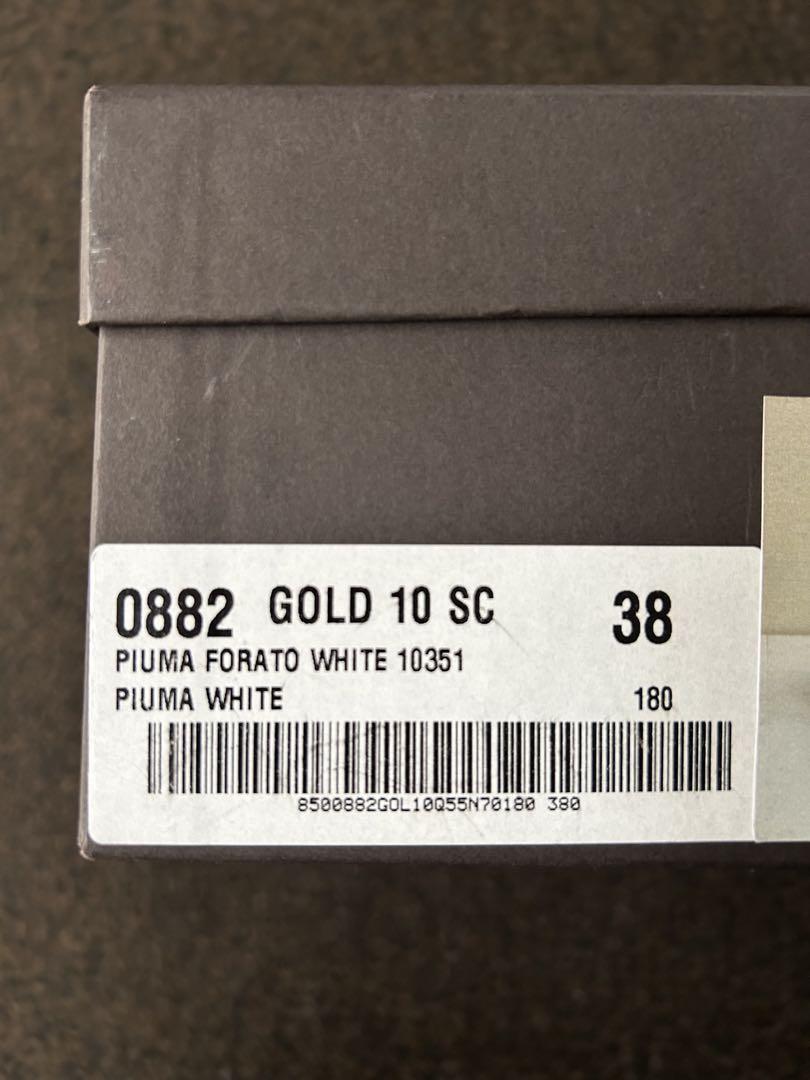 0882 GOLD 10 SC 38
PIUMA FORATO WHITE 10351
PIUMA WHITE 180
8500882GOL10Q55N70180 380